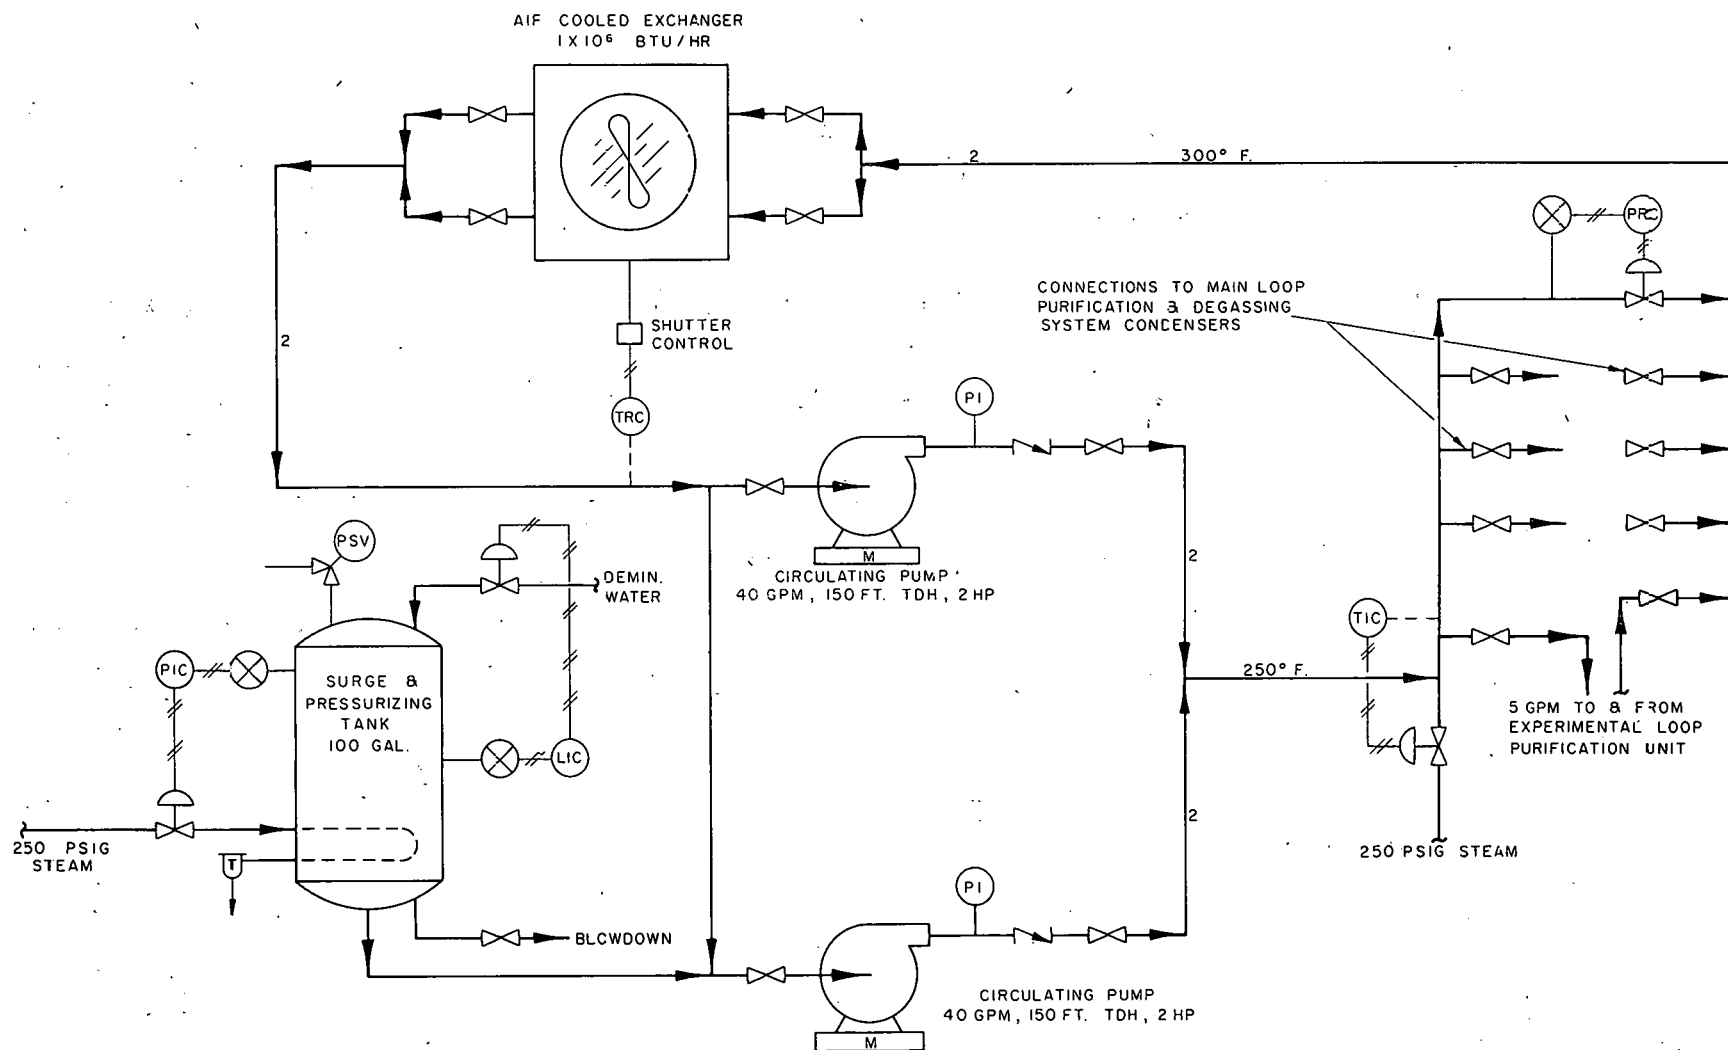 AIF COOLED EXCHANGER
1 X 10⁶ BTU/HR
2
300° F.
PRC
CONNECTIONS TO MAIN LOOP
PURIFICATION & DEGASSING
SYSTEM CONDENSERS
2
SHUTTER
CONTROL
TRC
PI
M
CIRCULATING PUMP
40 GPM, 150 FT. TDH, 2 HP
2
PSV
DEMIN.
WATER
PIC
SURGE &
PRESSURIZING
TANK
100 GAL.
LIC
TIC
250° F.
5 GPM TO & FROM
EXPERIMENTAL LOOP
PURIFICATION UNIT
2
250 PSIG
STEAM
T
250 PSIG STEAM
PI
BLOWDOWN
CIRCULATING PUMP
40 GPM, 150 FT. TDH, 2 HP
M